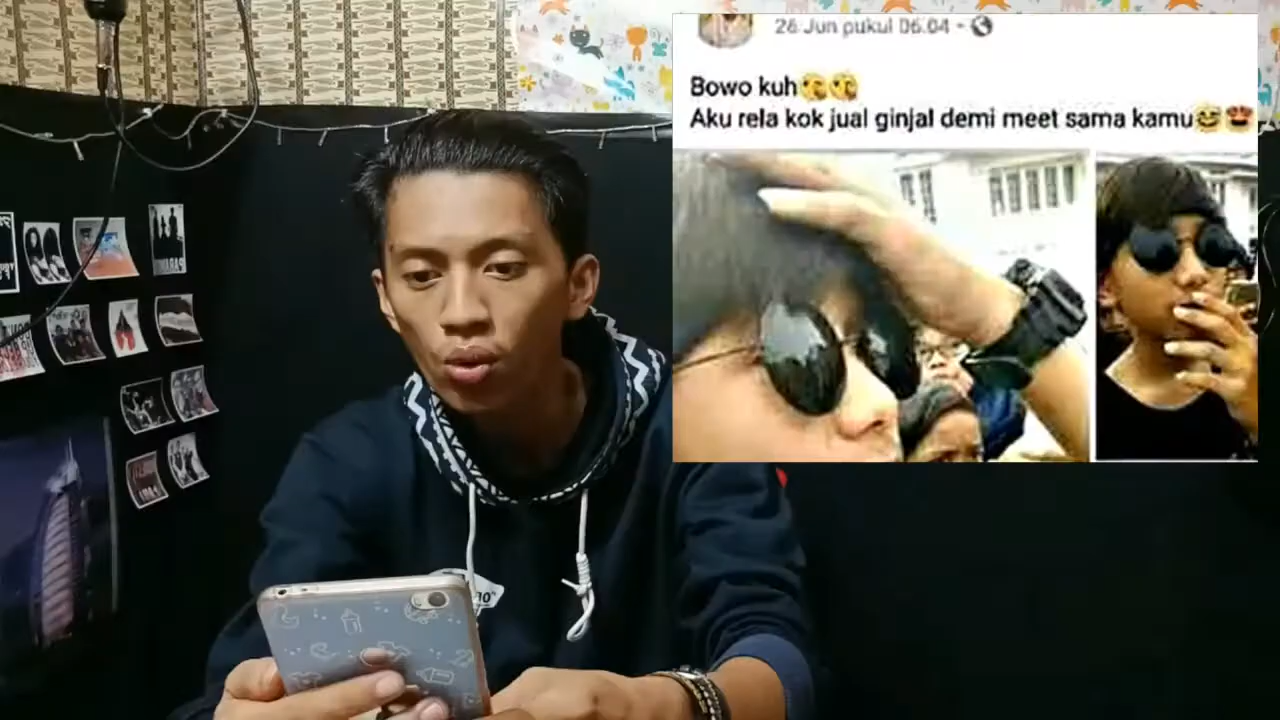 26 Jun pukul 06.04 -
Bowo kuh😘😘
Aku rela kok jual ginjal demi meet sama kamu😅😍